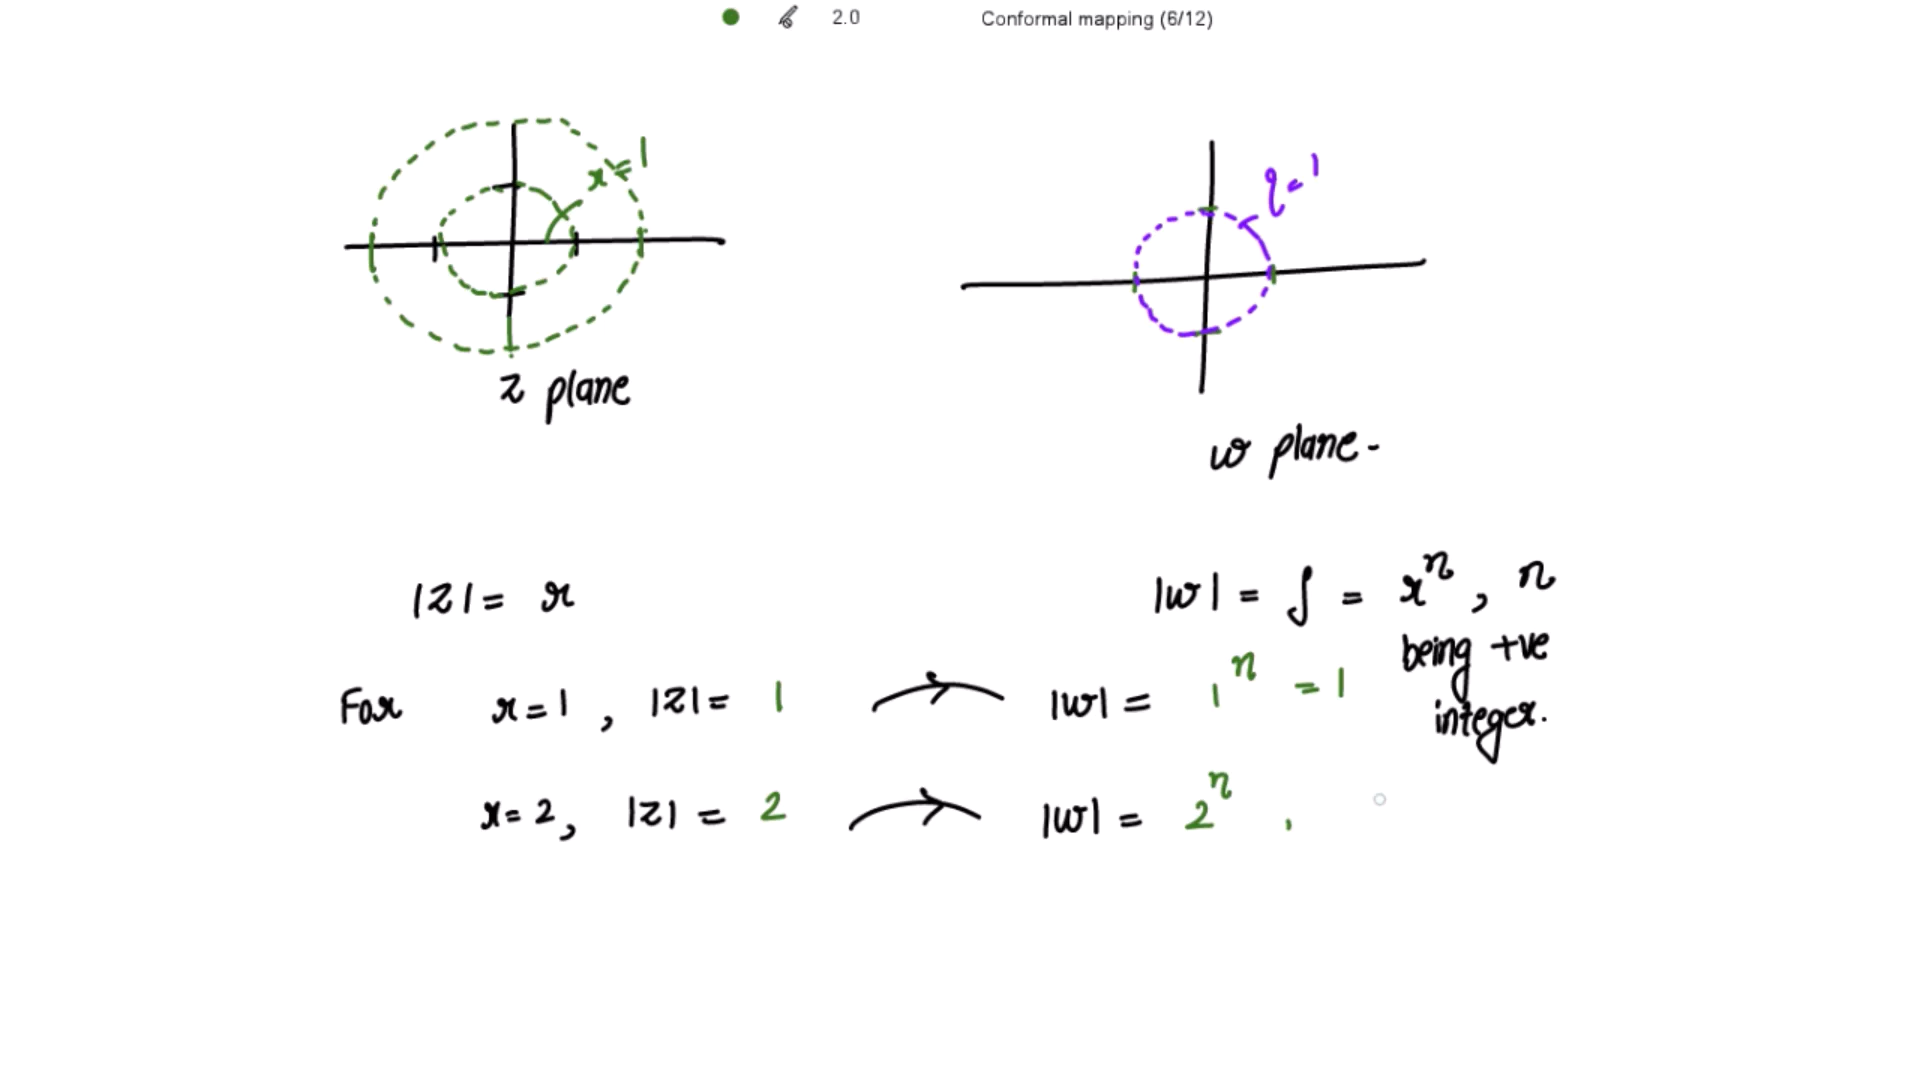 2.0 Conformal mapping (6/12)
r=1
ρ=1
z plane
w plane-
|z| = r |w| = ρ = r^n, n
being +ve
integer.
For r=1, |z| = 1 → |w| = 1^n = 1
r=2, |z| = 2 → |w| = 2^n,